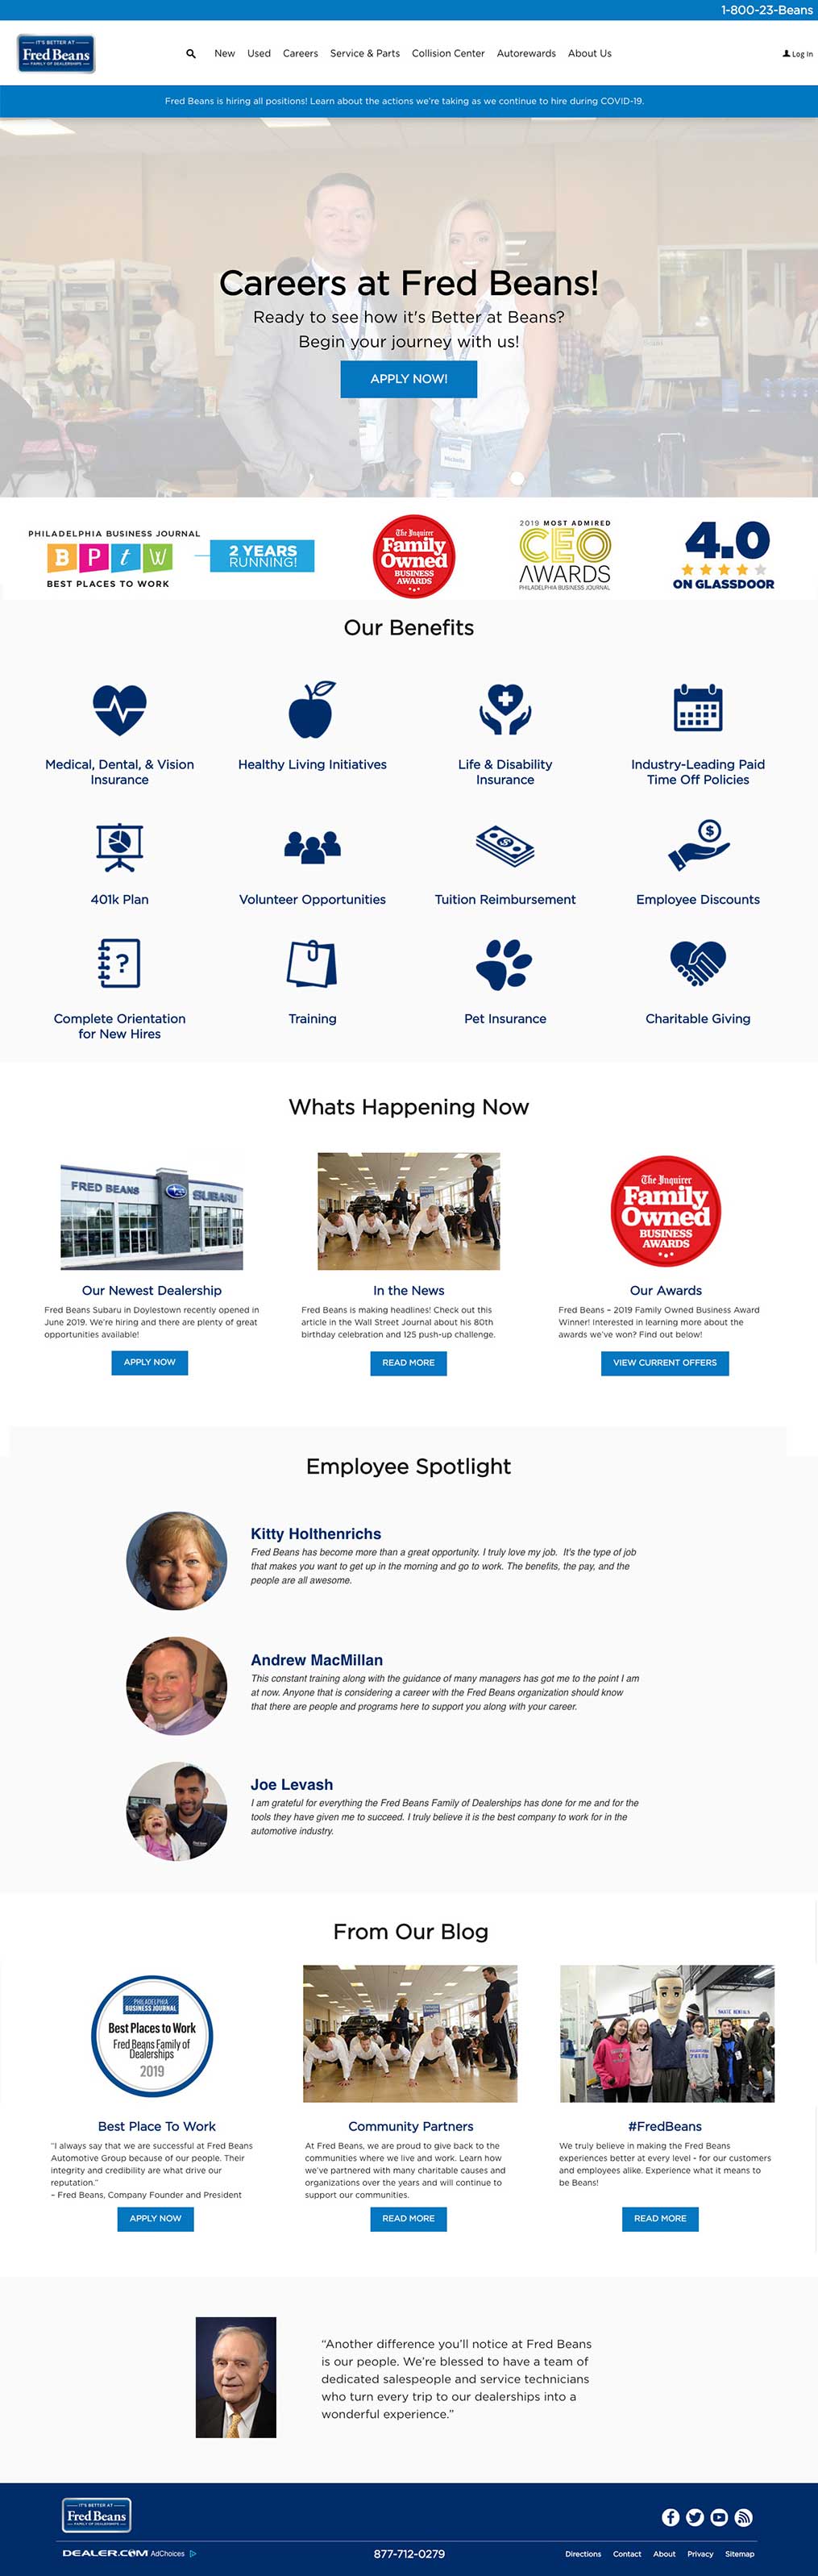 1-800-23-Beans
IT'S BETTER AT
Fred Beans
FAMILY OF DEALERSHIPS
New Used Careers Service & Parts Collision Center Autorewards About Us
Log In
Fred Beans is hiring all positions! Learn about the actions we're taking as we continue to hire during COVID-19.
Careers at Fred Beans!
Ready to see how it's Better at Beans?
Begin your journey with us!
APPLY NOW!
PHILADELPHIA BUSINESS JOURNAL
BPtW
BEST PLACES TO WORK
2 YEARS
RUNNING!
The Inquirer
Family
Owned
BUSINESS
AWARDS
2019 MOST ADMIRED
CEO
AWARDS
PHILADELPHIA BUSINESS JOURNAL
4.0
ON GLASSDOOR
Our Benefits
Medical, Dental, & Vision
Insurance
Healthy Living Initiatives
Life & Disability
Insurance
Industry-Leading Paid
Time Off Policies
401k Plan
Volunteer Opportunities
Tuition Reimbursement
Employee Discounts
Complete Orientation
for New Hires
Training
Pet Insurance
Charitable Giving
Whats Happening Now
FRED BEANS
SUBARU
The Inquirer
Family
Owned
BUSINESS
AWARDS
Our Newest Dealership
Fred Beans Subaru in Doylestown recently opened in
June 2019. We're hiring and there are plenty of great
opportunities available!
APPLY NOW
In the News
Fred Beans is making headlines! Check out this
article in the Wall Street Journal about his 80th
birthday celebration and 125 push-up challenge.
READ MORE
Our Awards
Fred Beans – 2019 Family Owned Business Award
Winner! Interested in learning more about the
awards we've won? Find out below!
VIEW CURRENT OFFERS
Employee Spotlight
Kitty Holthenrichs
Fred Beans has become more than a great opportunity. I truly love my job. It's the type of job
that makes you want to get up in the morning and go to work. The benefits, the pay, and the
people are all awesome.
Andrew MacMillan
This constant training along with the guidance of many managers has got me to the point I am
at now. Anyone that is considering a career with the Fred Beans organization should know
that there are people and programs here to support you along with your career.
Joe Levash
I am grateful for everything the Fred Beans Family of Dealerships has done for me and for the
tools they have given me to succeed. I truly believe it is the best company to work for in the
automotive industry.
From Our Blog
PHILADELPHIA
BUSINESS JOURNAL
Best Places to Work
Fred Beans Family of
Dealerships
2019
SKATE RENTALS
Best Place To Work
"I always say that we are successful at Fred Beans
Automotive Group because of our people. Their
integrity and credibility are what drive our
reputation."
– Fred Beans, Company Founder and President
APPLY NOW
Community Partners
At Fred Beans, we are proud to give back to the
communities where we live and work. Learn how
we've partnered with many charitable causes and
organizations over the years and will continue to
support our communities.
READ MORE
#FredBeans
We truly believe in making the Fred Beans
experiences better at every level - for our customers
and employees alike. Experience what it means to
be Beans!
READ MORE
“Another difference you’ll notice at Fred Beans
is our people. We’re blessed to have a team of
dedicated salespeople and service technicians
who turn every trip to our dealerships into a
wonderful experience.”
IT'S BETTER AT
Fred Beans
FAMILY OF DEALERSHIPS
DEALER.COM AdChoices
877-712-0279
Directions Contact About Privacy Sitemap